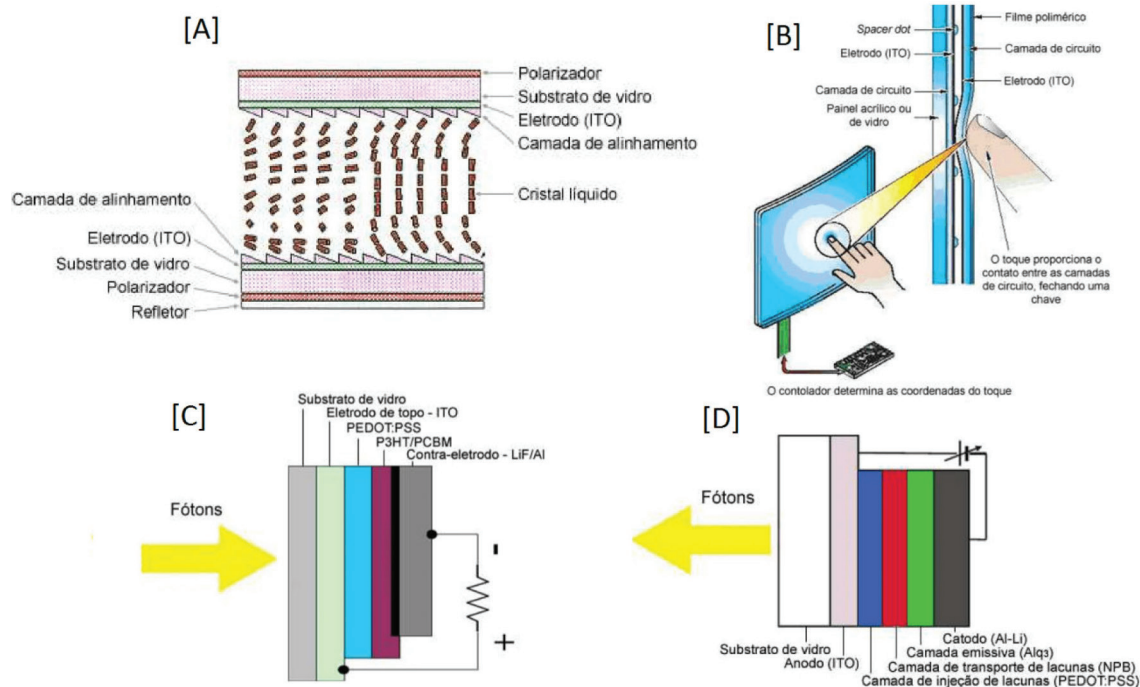 [A]
Polarizador
Substrato de vidro
Eletrodo (ITO)
Camada de alinhamento
Cristal líquido
Camada de alinhamento
Eletrodo (ITO)
Substrato de vidro
Polarizador
Refletor
[B]
Spacer dot
Eletrodo (ITO)
Camada de circuito
Painel acrílico ou
de vidro
Filme polimérico
Camada de circuito
Eletrodo (ITO)
O toque proporciona o
contato entre as camadas
de circuito, fechando uma
chave
O contolador determina as coordenadas do toque
[C]
Substrato de vidro
Eletrodo de topo - ITO
PEDOT:PSS
P3HT/PCBM
Contra-eletrodo - LiF/Al
Fótons
-
+
[D]
Fótons
Catodo (Al-Li)
Substrato de vidro
Camada emissiva (Alq₃)
Anodo (ITO)
Camada de transporte de lacunas (NPB)
Camada de injeção de lacunas (PEDOT:PSS)